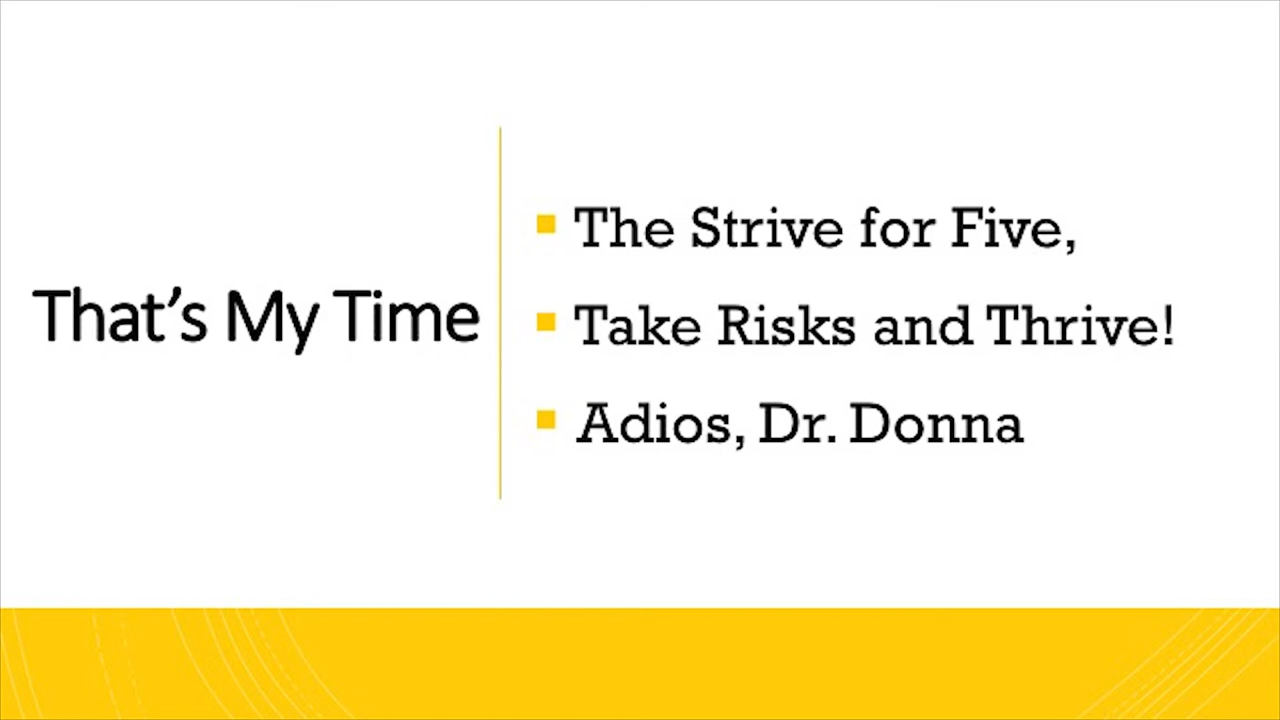 That's My Time
The Strive for Five,
Take Risks and Thrive!
Adios, Dr. Donna